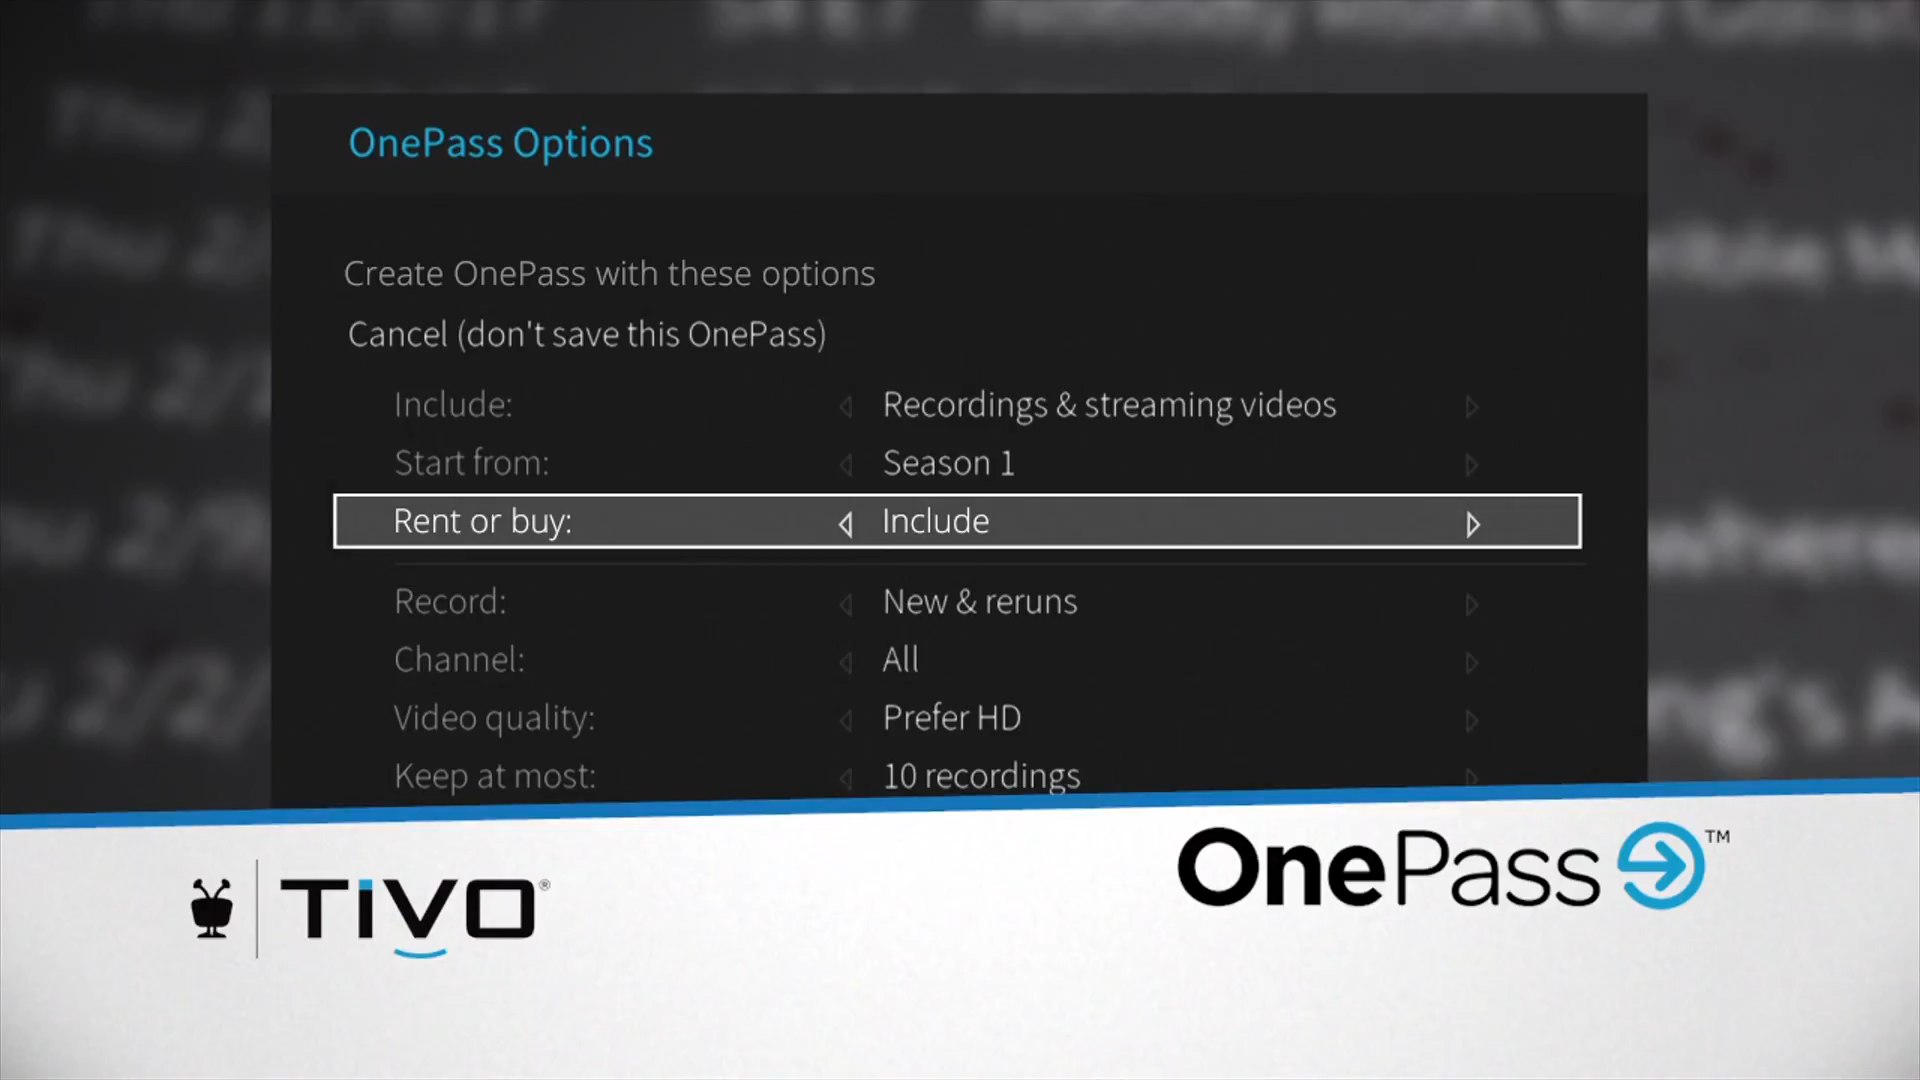 OnePass Options
Create OnePass with these options
Cancel (don't save this OnePass)
Include: Recordings & streaming videos
Start from: Season 1
Rent or buy: Include
Record: New & reruns
Channel: All
Video quality: Prefer HD
Keep at most: 10 recordings
TiVo®
OnePass™